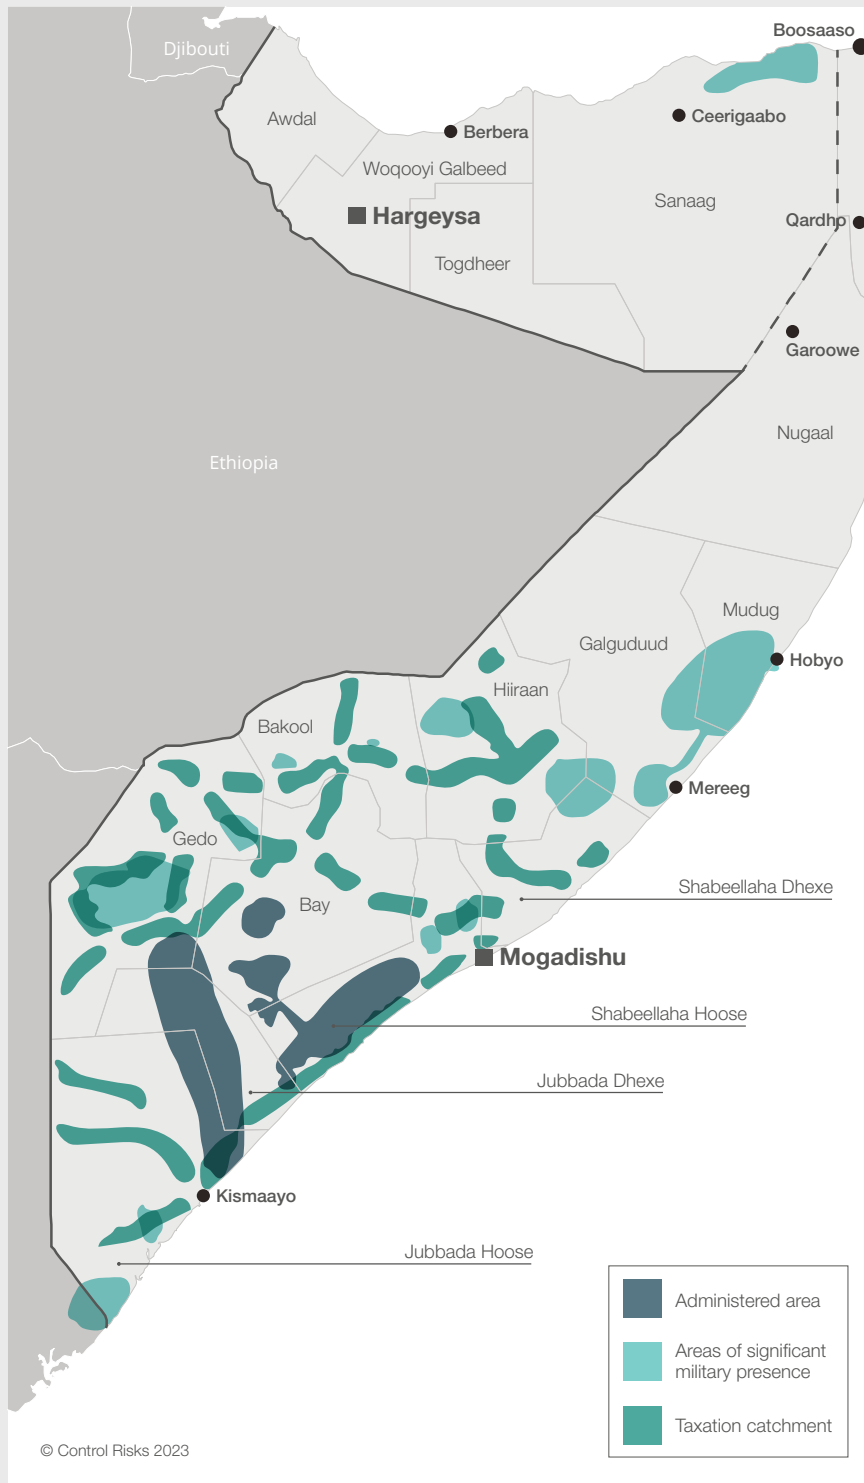 Boosaaso
Djibouti
Ceerigaabo
Awdal
Berbera
Woqooyi Galbeed
Sanaag
Hargeysa
Qardho
Togdheer
Garoowe
Nugaal
Ethiopia
Mudug
Galguduud
Hobyo
Hiiraan
Bakool
Mereeg
Gedo
Shabeellaha Dhexe
Bay
Mogadishu
Shabeellaha Hoose
Jubbada Dhexe
Kismaayo
Jubbada Hoose
Administered area
Areas of significant
military presence
Taxation catchment
© Control Risks 2023